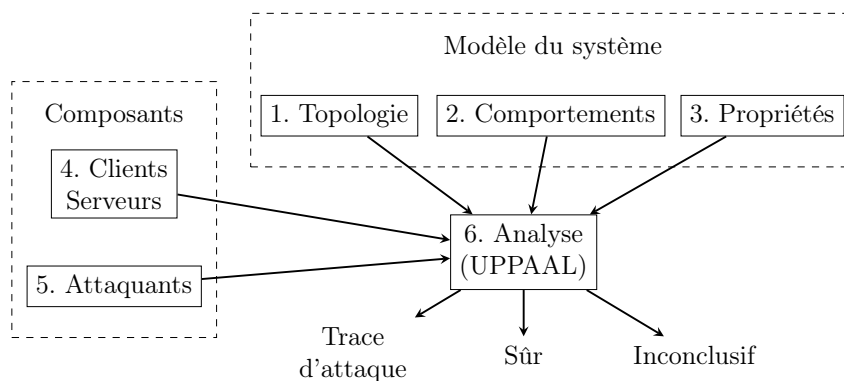 Modèle du système
1. Topologie
2. Comportements
3. Propriétés
Composants
4. Clients
Serveurs
5. Attaquants
6. Analyse
(UPPAAL)
Trace
d'attaque
Sûr
Inconclusif